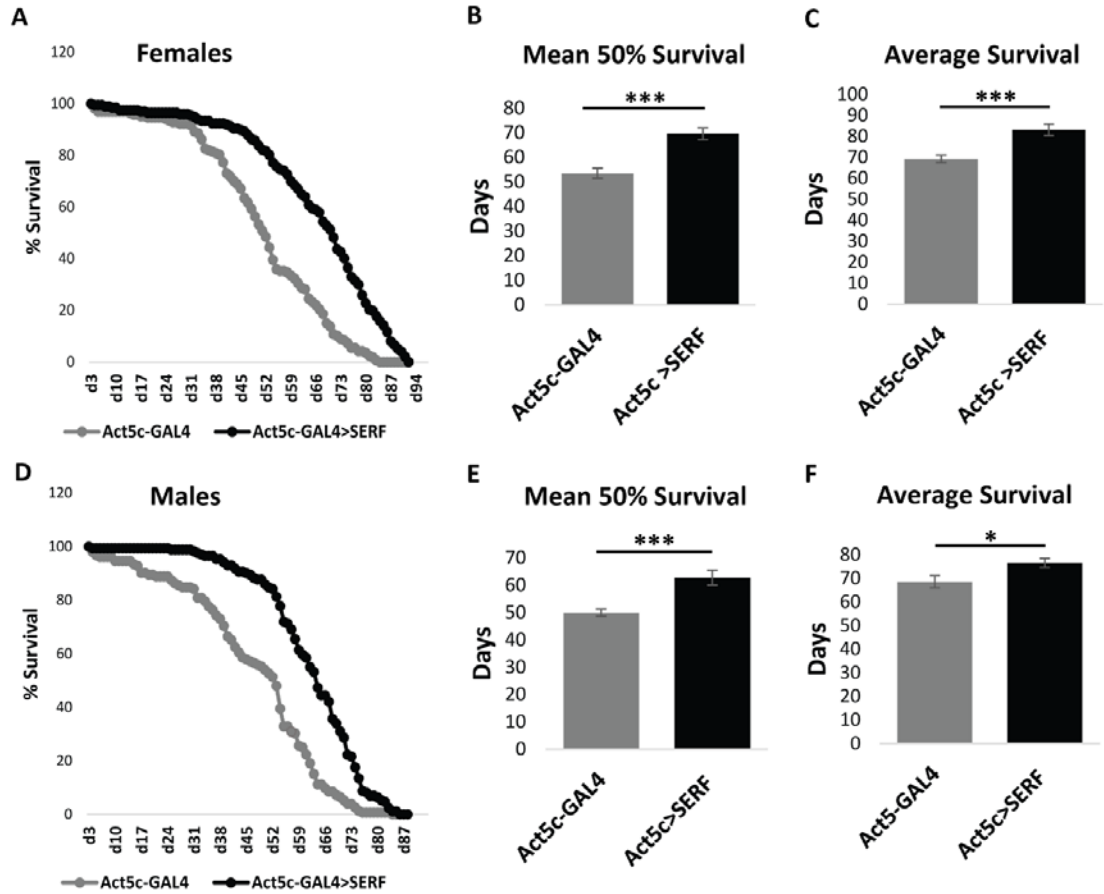 A
Females
% Survival
120
100
80
60
40
20
0
d3 d10 d17 d24 d31 d38 d45 d52 d59 d66 d73 d80 d87 d94
Act5c-GAL4 Act5c-GAL4>SERF
B
Mean 50% Survival
***
Days
80
70
60
50
40
30
20
10
0
Act5c-GAL4
Act5c >SERF
C
Average Survival
***
Days
100
90
80
70
60
50
40
30
20
10
0
Act5c-GAL4
Act5c >SERF
D
Males
% Survival
120
100
80
60
40
20
0
d3 d10 d17 d24 d31 d38 d45 d52 d59 d66 d73 d80 d87
Act5c-GAL4 Act5c-GAL4>SERF
E
Mean 50% Survival
***
Days
70
60
50
40
30
20
10
0
Act5c-GAL4
Act5c>SERF
F
Average Survival
*
Days
80
70
60
50
40
30
20
10
0
Act5-GAL4
Act5c>SERF